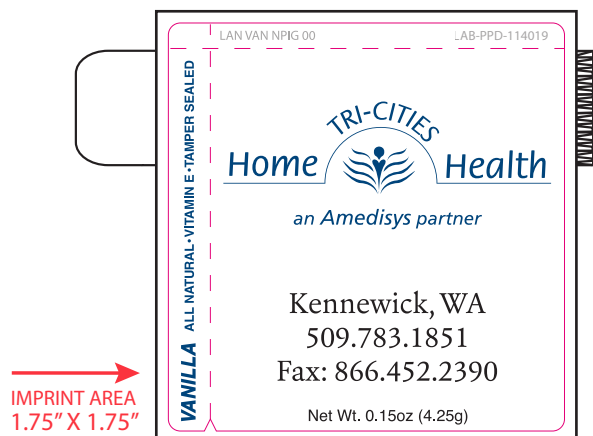 LAN VAN NPIG 00
LAB-PPD-114019
VANILLA ALL NATURAL•VITAMIN E•TAMPER SEALED
TRI-CITIES
Home Health
an Amedisys partner
Kennewick, WA
509.783.1851
Fax: 866.452.2390
Net Wt. 0.15oz (4.25g)
IMPRINT AREA
1.75” X 1.75”